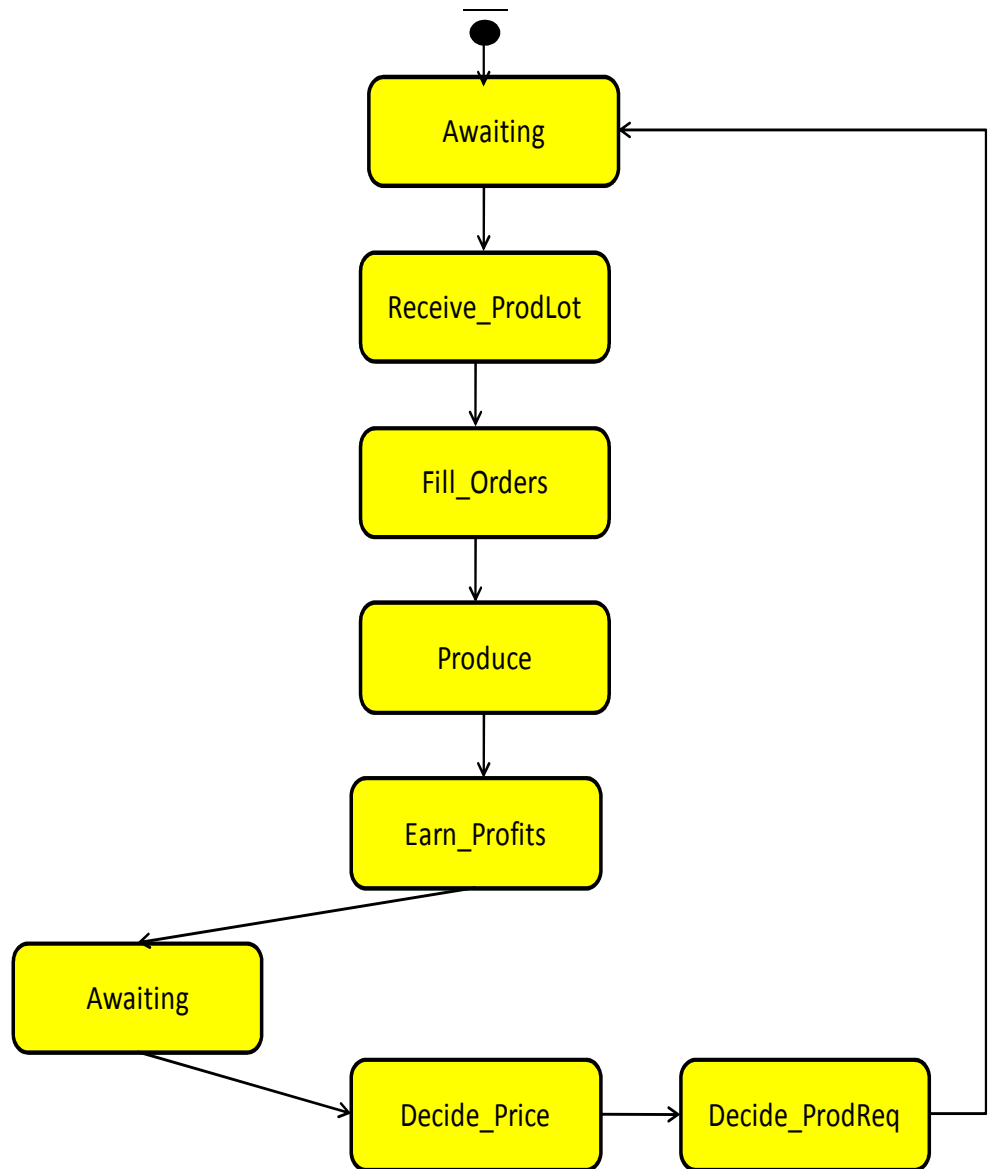 Awaiting
Receive_ProdLot
Fill_Orders
Produce
Earn_Profits
Awaiting
Decide_Price
Decide_ProdReq